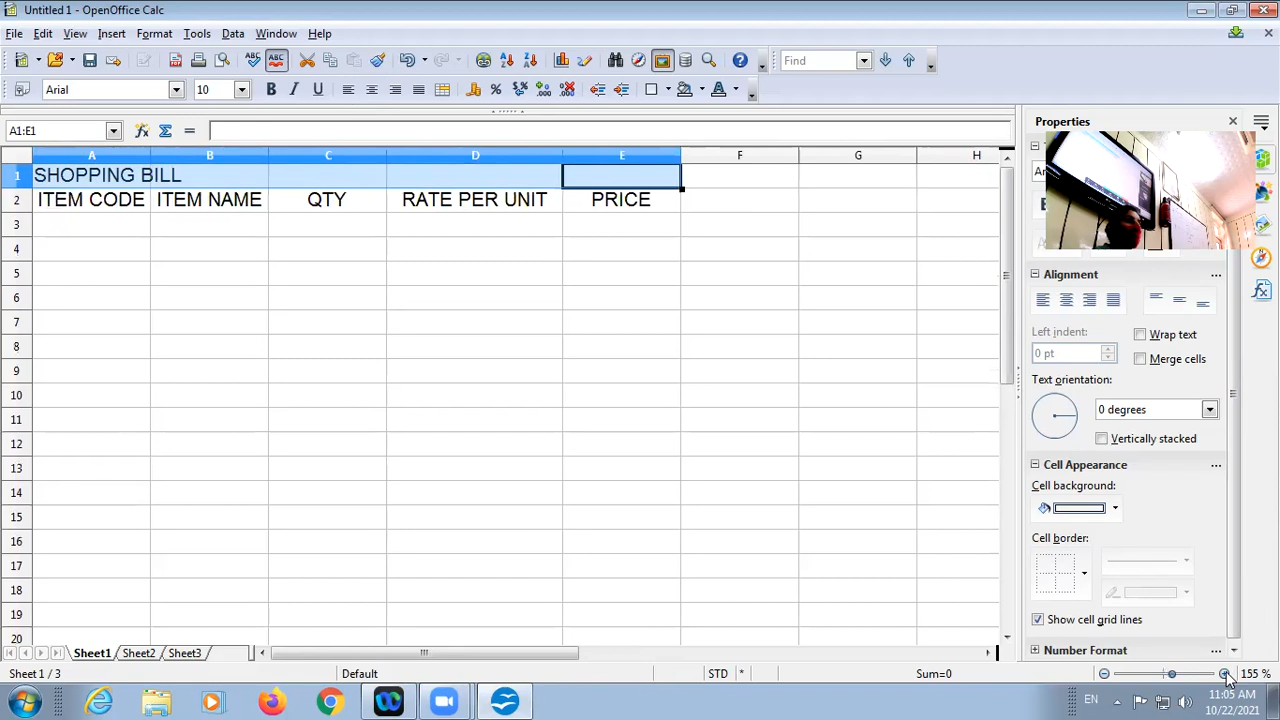 Untitled 1 - OpenOffice Calc
File Edit View Insert Format Tools Data Window Help
Find
Arial 10
A1:E1
Properties
A B C D E F G H
1 SHOPPING BILL
2 ITEM CODE ITEM NAME QTY RATE PER UNIT PRICE
3
4
5
6
7
8
9
10
11
12
13
14
15
16
17
18
19
20
Alignment
Left indent:
0 pt
Wrap text
Merge cells
Text orientation:
0 degrees
Vertically stacked
Cell Appearance
Cell background:
Cell border:
Show cell grid lines
Number Format
Sheet1 Sheet2 Sheet3
Sheet 1 / 3 Default STD * Sum=0 155 %
EN 11:05 AM
10/22/2021